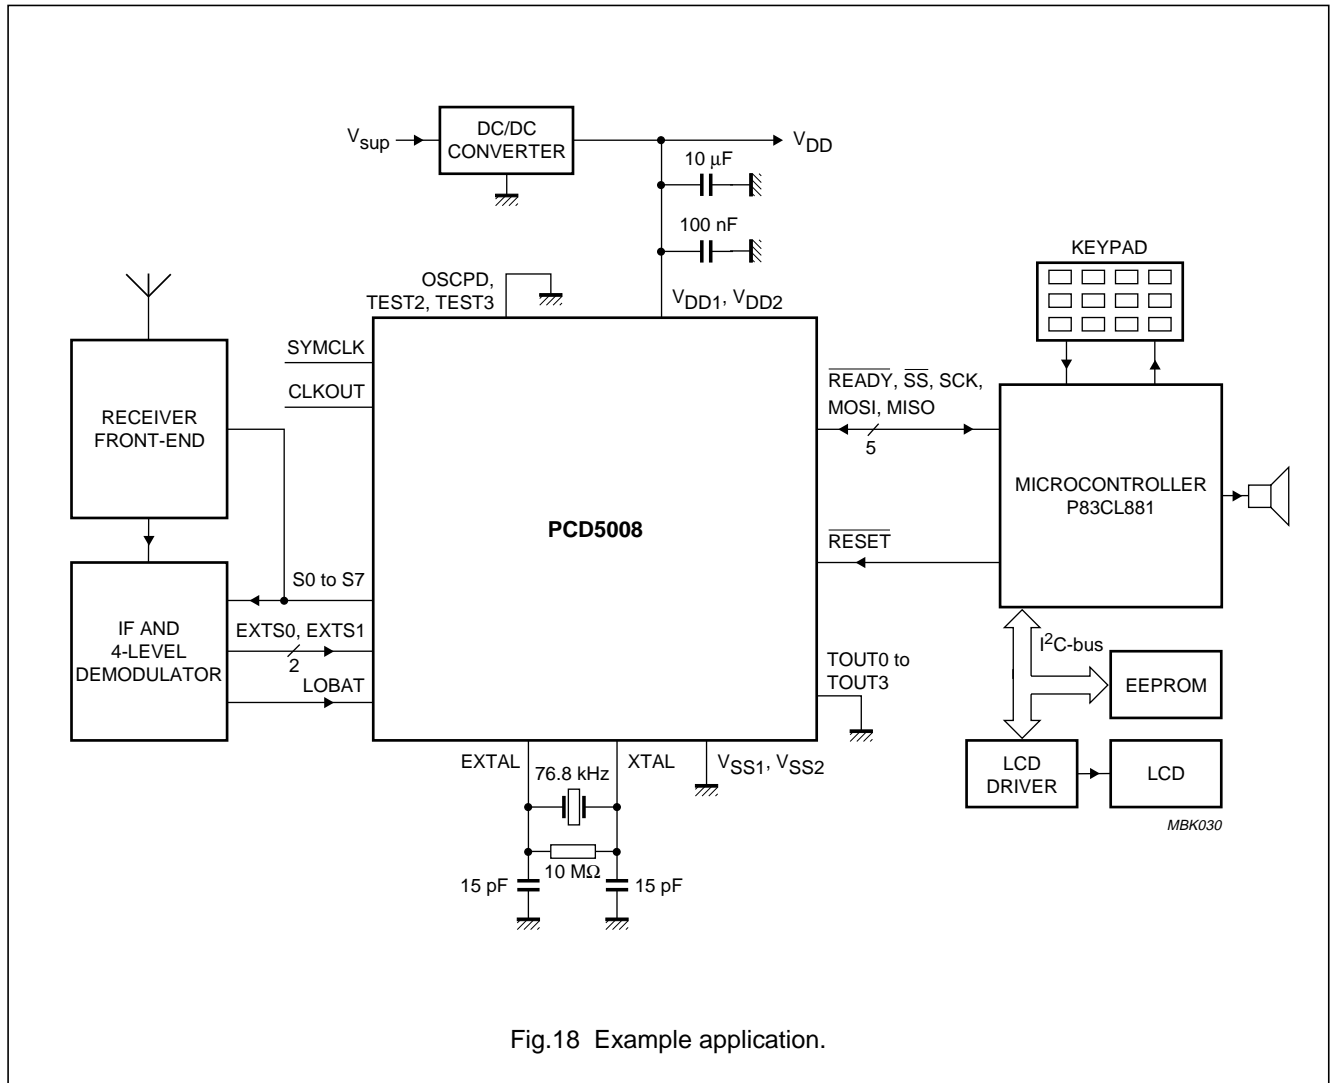 V_sup
DC/DC
CONVERTER
V_DD
10 μF
100 nF
KEYPAD
OSCPD,
TEST2, TEST3
V_DD1, V_DD2
SYMCLK
CLKOUT
RECEIVER
FRONT-END
READY, SS, SCK,
MOSI, MISO
5
MICROCONTROLLER
P83CL881
PCD5008
RESET
S0 to S7
IF AND
4-LEVEL
DEMODULATOR
EXTS0, EXTS1
2
LOBAT
TOUT0 to
TOUT3
I²C-bus
EEPROM
EXTAL
XTAL
76.8 kHz
V_SS1, V_SS2
LCD
DRIVER
LCD
MBK030
10 MΩ
15 pF
15 pF
Fig.18 Example application.